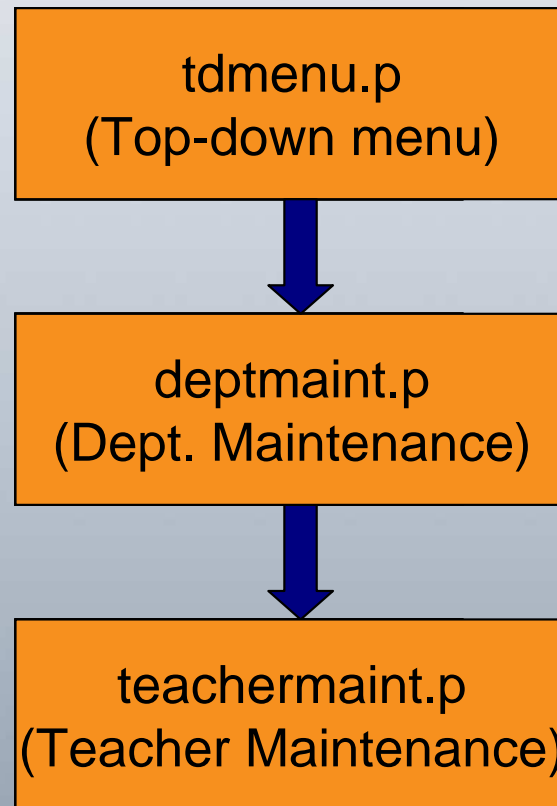 tdmenu.p
(Top-down menu)
deptmaint.p
(Dept. Maintenance)
teachermaint.p
(Teacher Maintenance)